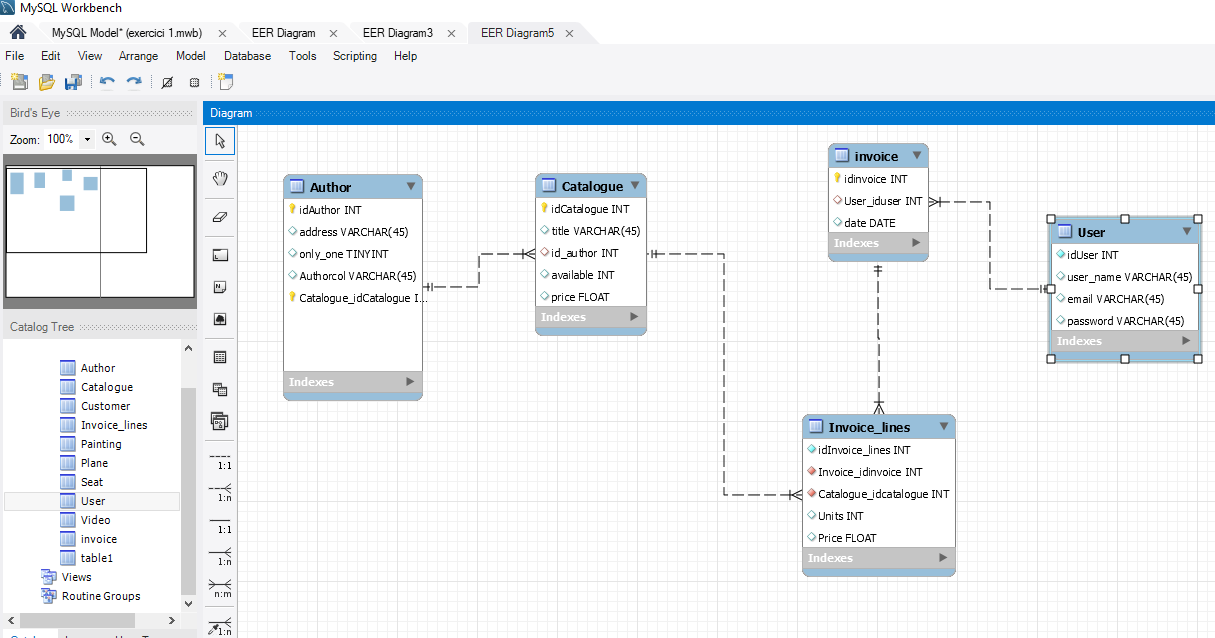 MySQL Workbench
MySQL Model* (exercici 1.mwb)
EER Diagram
EER Diagram3
EER Diagram5
File Edit View Arrange Model Database Tools Scripting Help
Bird's Eye
Zoom: 100%
Catalog Tree
Author
Catalogue
Customer
Invoice_lines
Painting
Plane
Seat
User
Video
invoice
table1
Views
Routine Groups
Diagram
1:1
1:n
1:1
1:n
n:m
1:n
Author
idAuthor INT
address VARCHAR(45)
only_one TINYINT
Authorcol VARCHAR(45)
Catalogue_idCatalogue I...
Indexes
Catalogue
idCatalogue INT
title VARCHAR(45)
id_author INT
available INT
price FLOAT
Indexes
invoice
idinvoice INT
User_iduser INT
date DATE
Indexes
User
idUser INT
user_name VARCHAR(45)
email VARCHAR(45)
password VARCHAR(45)
Indexes
Invoice_lines
idInvoice_lines INT
Invoice_idinvoice INT
Catalogue_idcatalogue INT
Units INT
Price FLOAT
Indexes